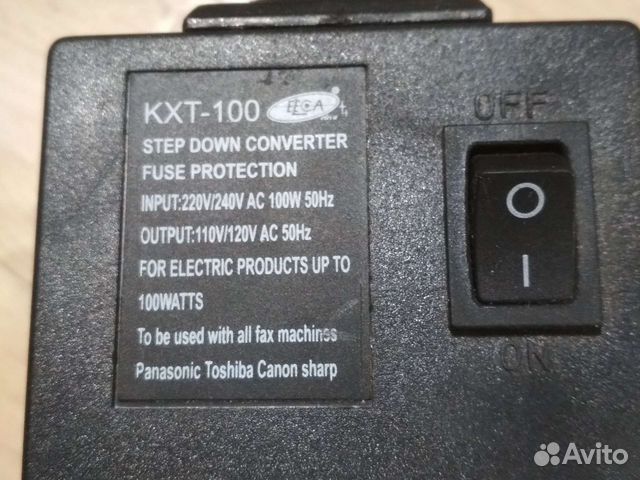 KXT-100 ELCA
STEP DOWN CONVERTER
FUSE PROTECTION
INPUT:220V/240V AC 100W 50Hz
OUTPUT:110V/120V AC 50Hz
FOR ELECTRIC PRODUCTS UP TO
100WATTS
To be used with all fax machines
Panasonic Toshiba Canon sharp
OFF
O
I
ON
Avito